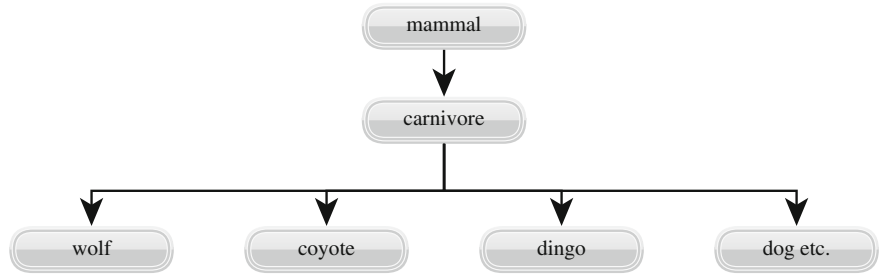 mammal
carnivore
wolf
coyote
dingo
dog etc.